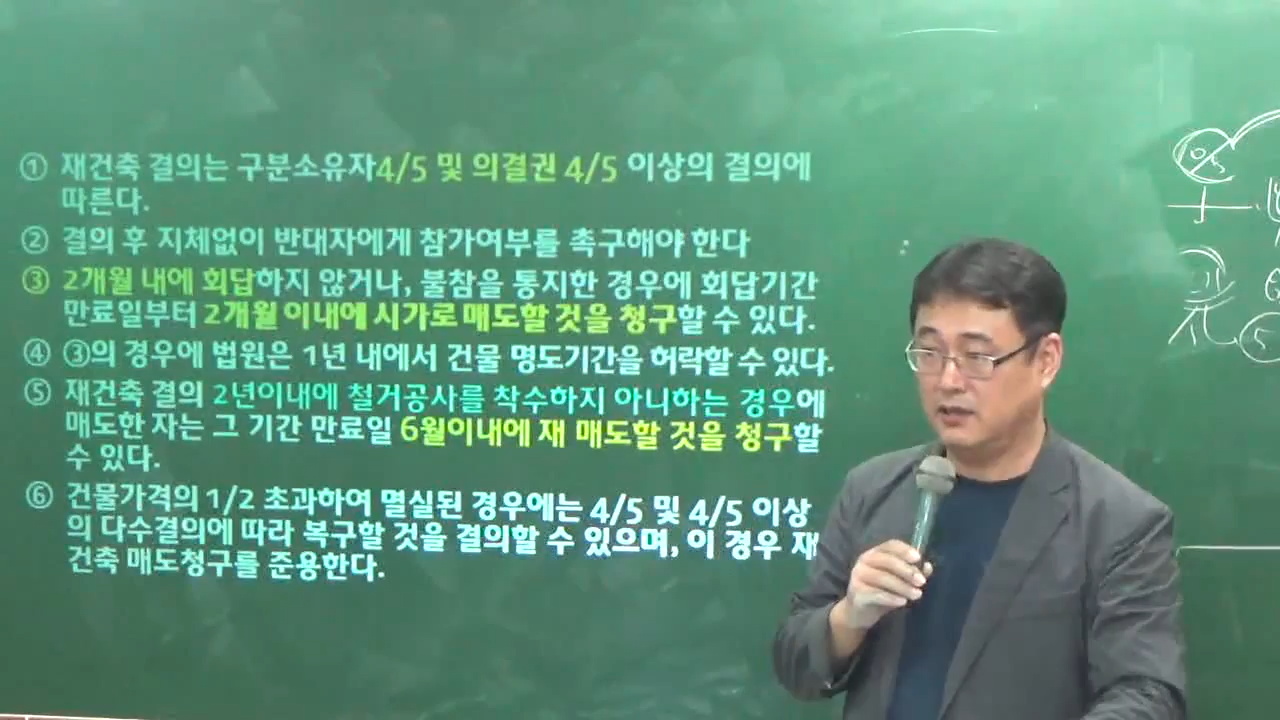 ① 재건축 결의는 구분소유자4/5 및 의결권 4/5 이상의 결의에
따른다.
② 결의 후 지체없이 반대자에게 참가여부를 촉구해야 한다
③ 2개월 내에 회답하지 않거나, 불참을 통지한 경우에 회답기간
만료일부터 2개월 이내에 시가로 매도할 것을 청구할 수 있다.
④ ③의 경우에 법원은 1년 내에서 건물 명도기간을 허락할 수 있다.
⑤ 재건축 결의 2년이내에 철거공사를 착수하지 아니하는 경우에
매도한 자는 그 기간 만료일 6월이내에 재 매도할 것을 청구할
수 있다.
⑥ 건물가격의 1/2 초과하여 멸실된 경우에는 4/5 및 4/5 이상
의 다수결의에 따라 복구할 것을 결의할 수 있으며, 이 경우 재
건축 매도청구를 준용한다.